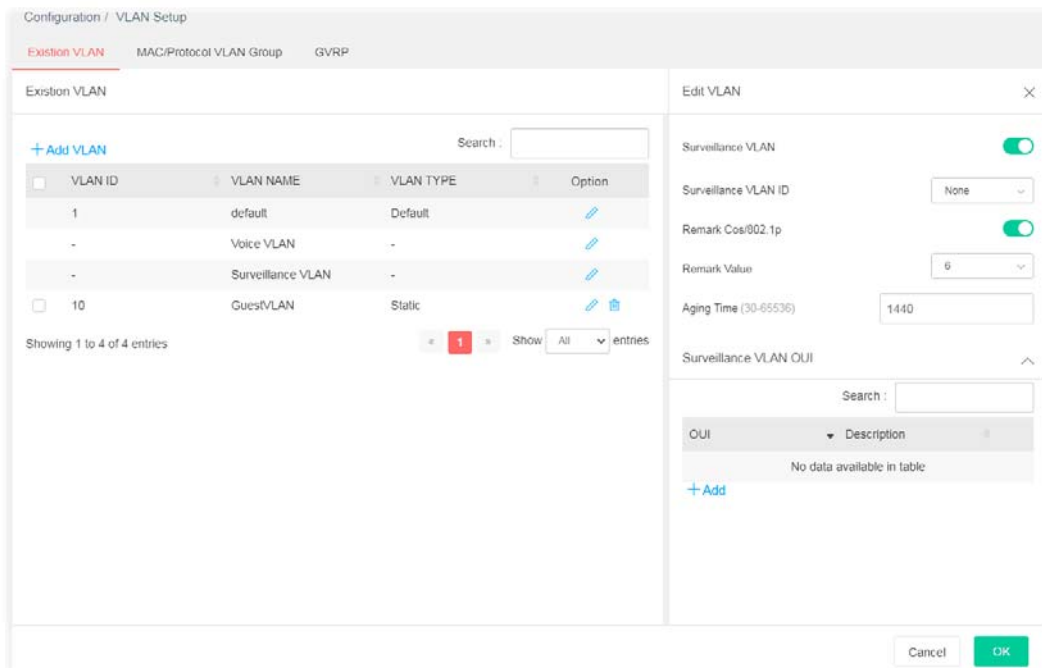 Configuration / VLAN Setup
Existion VLAN MAC/Protocol VLAN Group GVRP
Existion VLAN
+Add VLAN
Search :
VLAN ID VLAN NAME VLAN TYPE Option
1 default Default
- Voice VLAN -
- Surveillance VLAN -
10 GuestVLAN Static
Showing 1 to 4 of 4 entries
« 1 » Show All entries
Edit VLAN
Surveillance VLAN
Surveillance VLAN ID None
Remark Cos/802.1p
Remark Value 6
Aging Time (30-65536) 1440
Surveillance VLAN OUI
Search :
OUI Description
No data available in table
+Add
Cancel OK